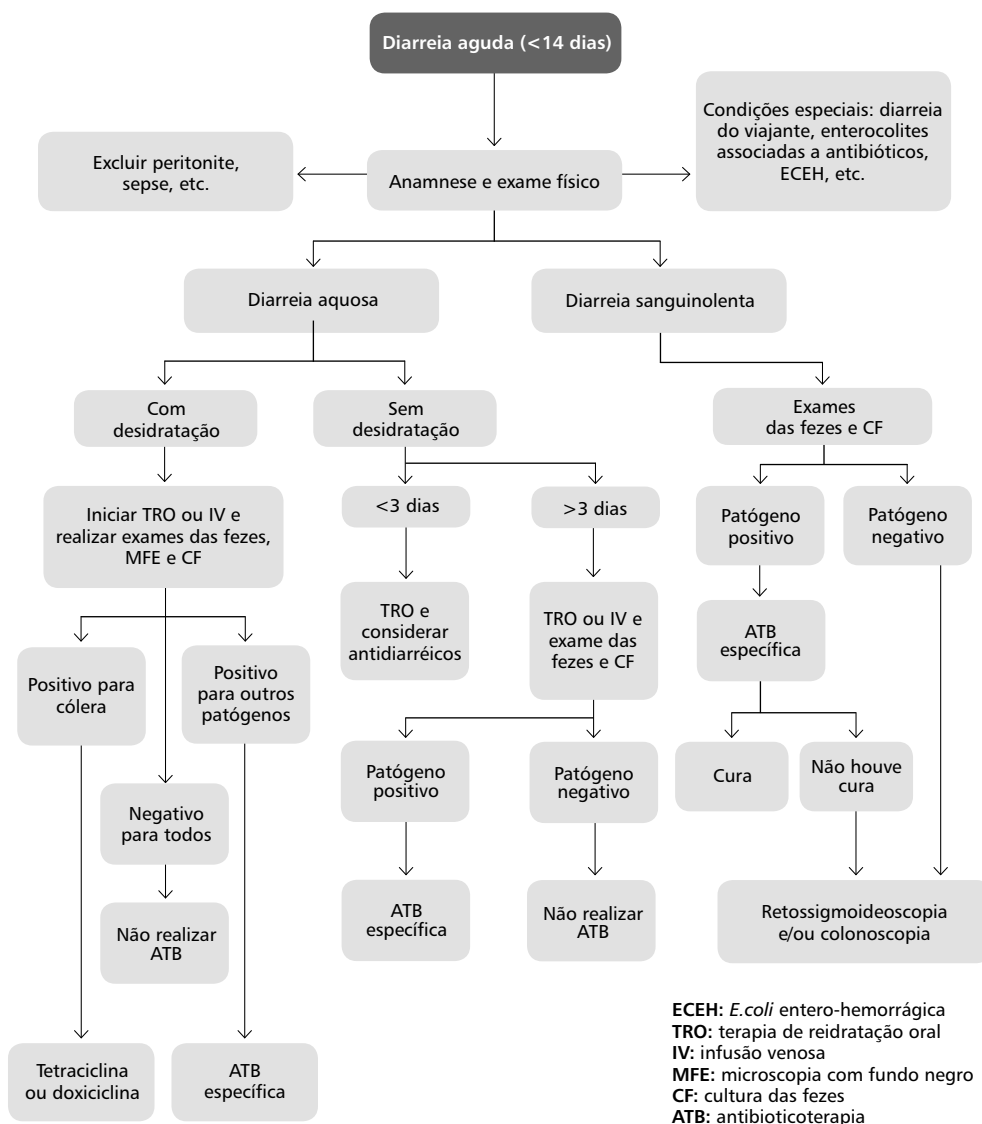 Diarreia aguda (<14 dias)
Condições especiais: diarreia
do viajante, enterocolites
associadas a antibióticos,
ECEH, etc.
Excluir peritonite,
sepse, etc.
Anamnese e exame físico
Diarreia aquosa
Diarreia sanguinolenta
Com
desidratação
Sem
desidratação
Exames
das fezes e CF
Iniciar TRO ou IV e
realizar exames das fezes,
MFE e CF
<3 dias
>3 dias
Patógeno
positivo
Patógeno
negativo
TRO e
considerar
antidiarréicos
TRO ou IV e
exame das
fezes e CF
ATB
específica
Positivo para
cólera
Positivo
para outros
patógenos
Negativo
para todos
Patógeno
positivo
Patógeno
negativo
Cura
Não houve
cura
Não realizar
ATB
ATB
específica
Não realizar
ATB
Retossigmoideoscopia
e/ou colonoscopia
Tetraciclina
ou doxiciclina
ATB
específica
ECEH: E.coli entero-hemorrágica
TRO: terapia de reidratação oral
IV: infusão venosa
MFE: microscopia com fundo negro
CF: cultura das fezes
ATB: antibioticoterapia